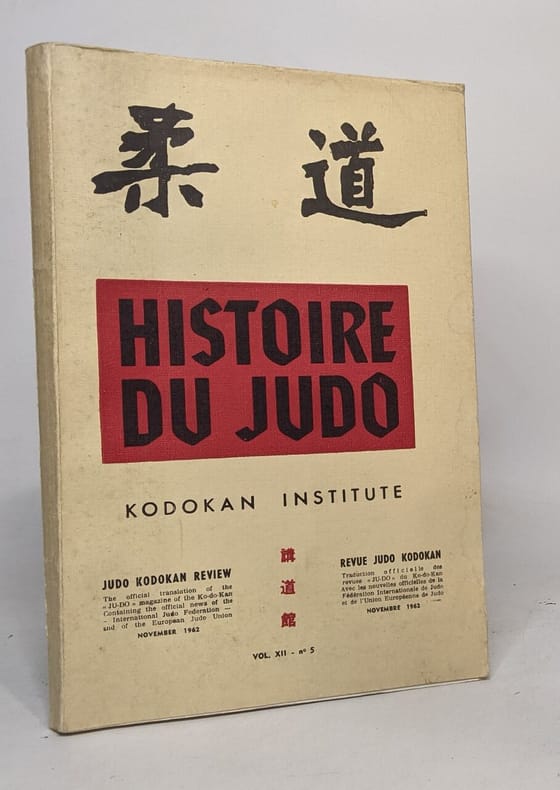 柔 道
HISTOIRE
DU JUDO
KODOKAN INSTITUTE
講
道
館
JUDO KODOKAN REVIEW
The official translation of the
« JU-DO » magazine of the Ko-do-Kan
Containing the official news of the
- International Judo Federation —
and of the European Judo Union
NOVEMBER 1962
REVUE JUDO KODOKAN
Traduction officielle des
revues « JU-DO » du Ko-do-Kan
Avec les nouvelles officielles de la
Fédération Internationale de Judo
et de l'Union Européenne de Judo
NOVEMBRE 1962
VOL. XII - n° 5